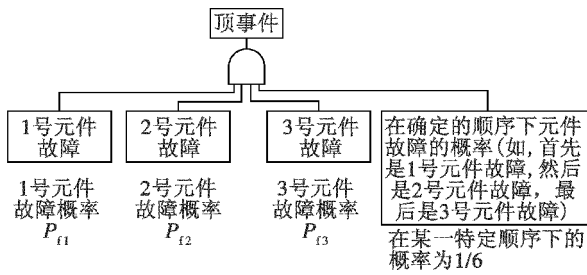 顶事件
1号元件
故障
2号元件
故障
3号元件
故障
在确定的顺序下元件
故障的概率(如,首先
是1号元件故障,然后
是2号元件故障，最
后是3号元件故障)
1号元件
故障概率
P_f1
2号元件
故障概率
P_f2
3号元件
故障概率
P_f3
在某一特定顺序下的
概率为1/6